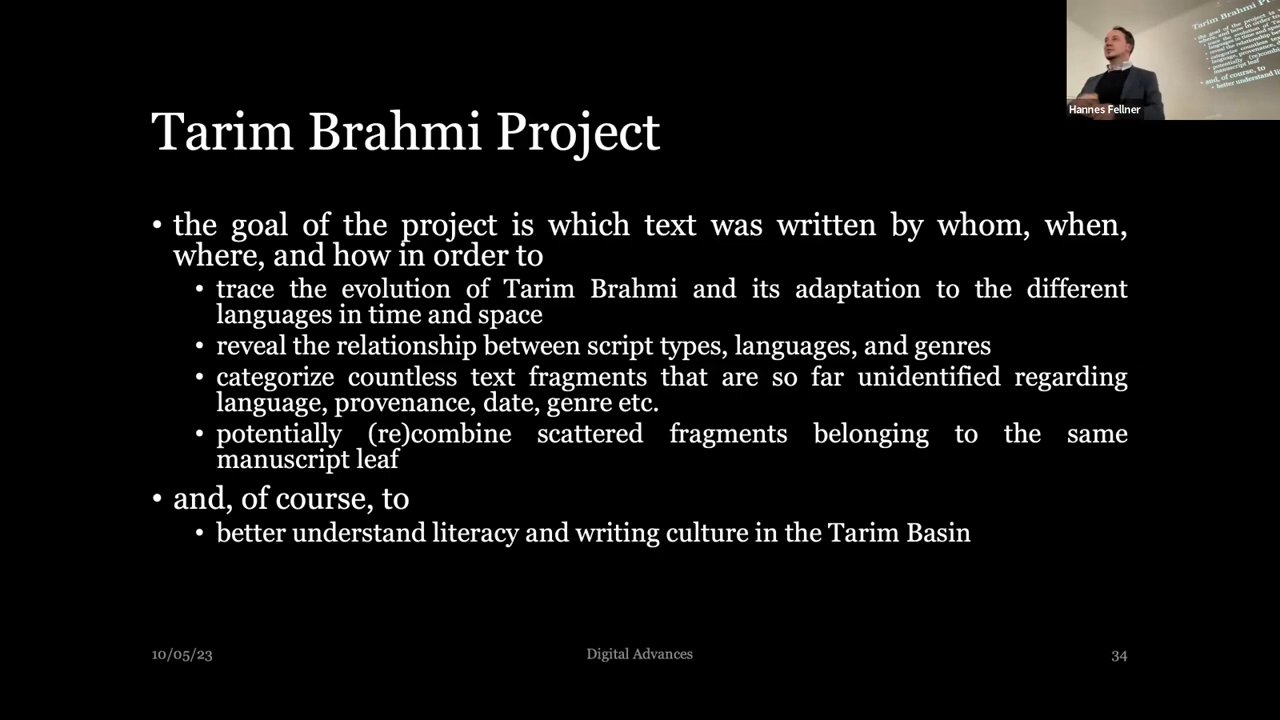 Tarim Brahmi Project
• the goal of the project is which text was written by whom, when,
where, and how in order to
• trace the evolution of Tarim Brahmi and its adaptation to the different
languages in time and space
• reveal the relationship between script types, languages, and genres
• categorize countless text fragments that are so far unidentified regarding
language, provenance, date, genre etc.
• potentially (re)combine scattered fragments belonging to the same
manuscript leaf
• and, of course, to
• better understand literacy and writing culture in the Tarim Basin
10/05/23
Digital Advances
34
Hannes Fellner